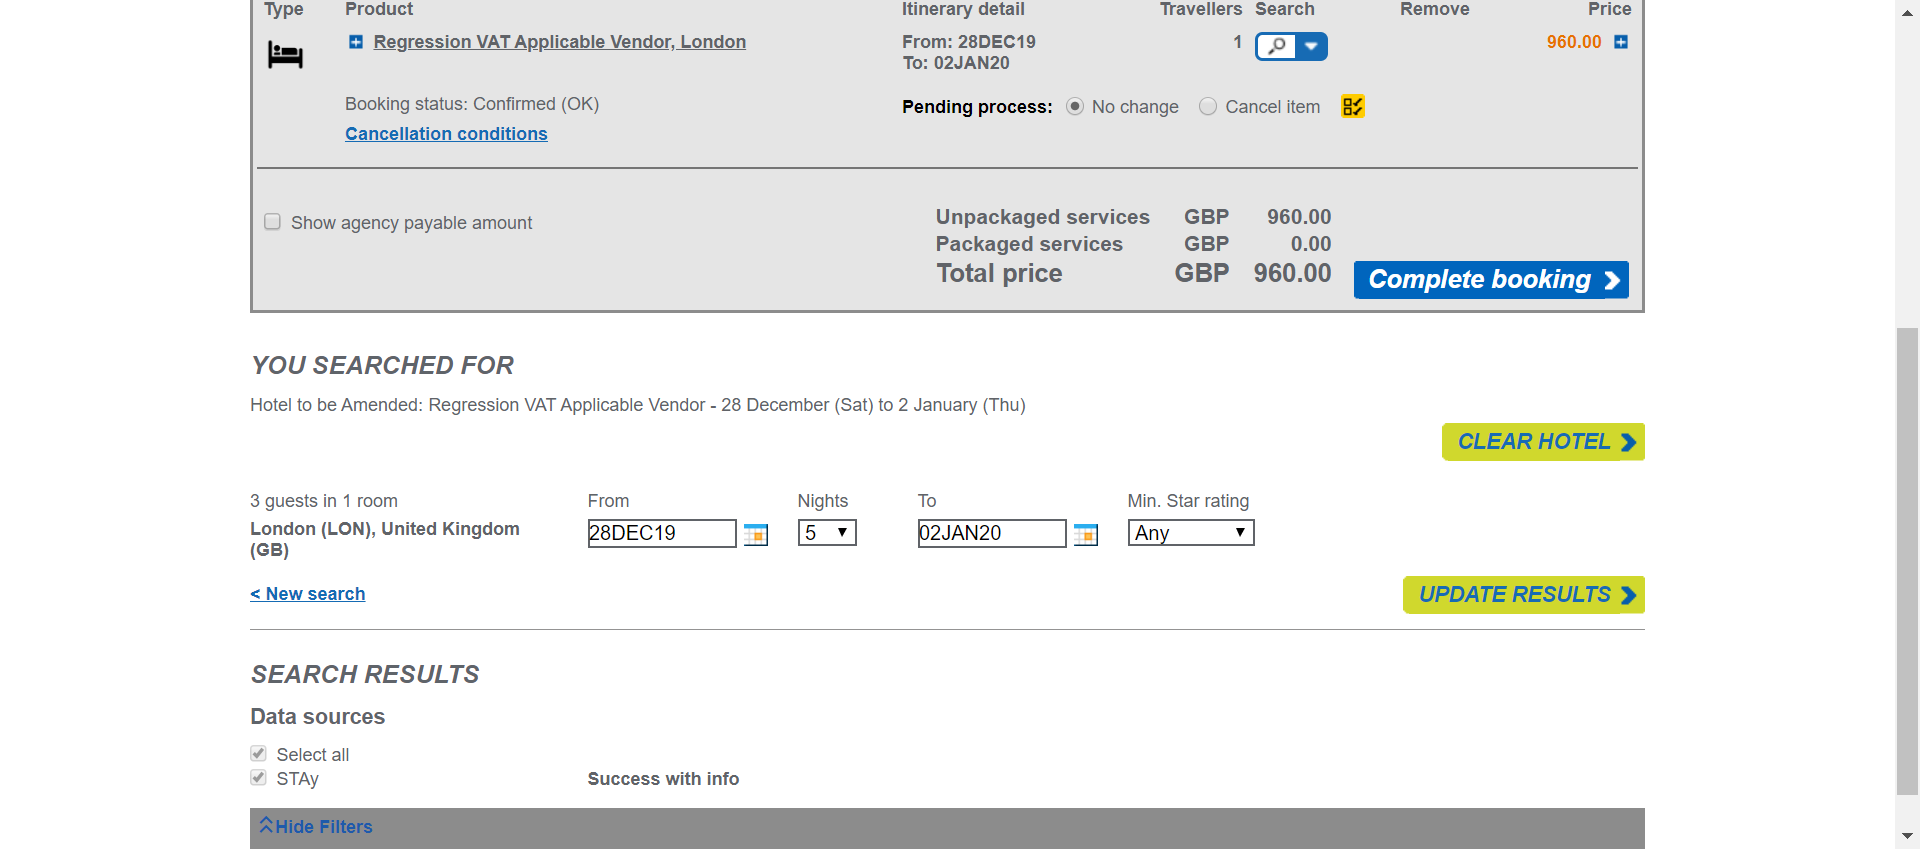 Type Product Itinerary detail Travellers Search Remove Price
Regression VAT Applicable Vendor, London From: 28DEC19 1 960.00
To: 02JAN20
Booking status: Confirmed (OK) Pending process: No change Cancel item
Cancellation conditions
Show agency payable amount Unpackaged services GBP 960.00
Packaged services GBP 0.00
Total price GBP 960.00 Complete booking
YOU SEARCHED FOR
Hotel to be Amended: Regression VAT Applicable Vendor - 28 December (Sat) to 2 January (Thu)
CLEAR HOTEL
3 guests in 1 room From Nights To Min. Star rating
London (LON), United Kingdom 28DEC19 5 02JAN20 Any
(GB)
< New search UPDATE RESULTS
SEARCH RESULTS
Data sources
Select all
STAy Success with info
Hide Filters